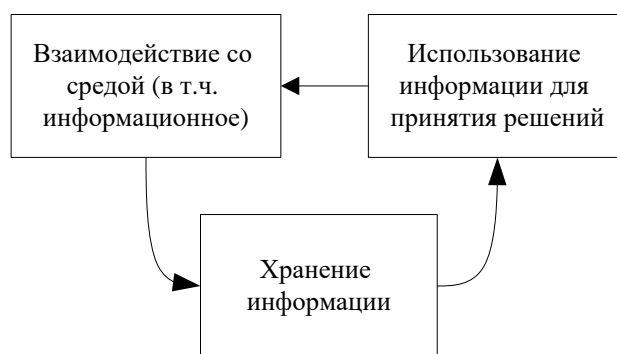 Взаимодействие со
средой (в т.ч.
информационное)
Использование
информации для
принятия решений
Хранение
информации